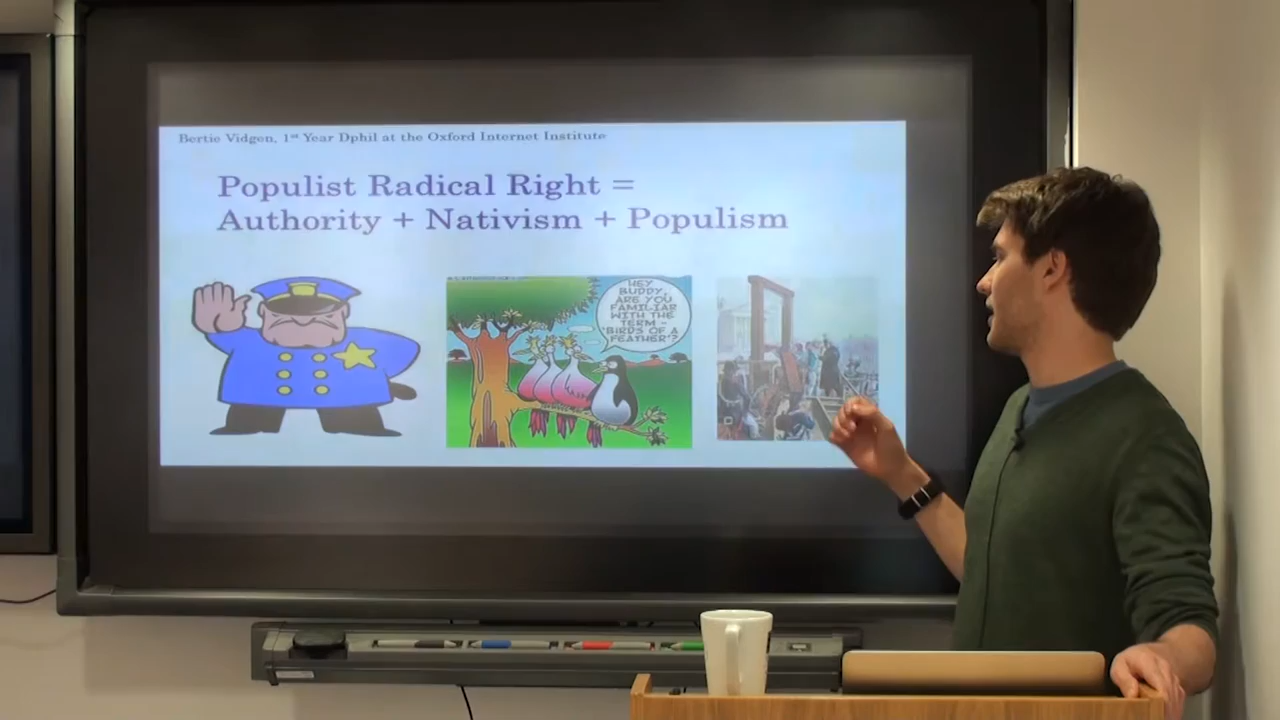 Bertie Vidgen, 1st Year Dphil at the Oxford Internet Institute
Populist Radical Right =
Authority + Nativism + Populism
HEY
BUDDY,
ARE YOU
FAMILIAR
WITH THE
TERM -
'BIRDS OF A
FEATHER'?